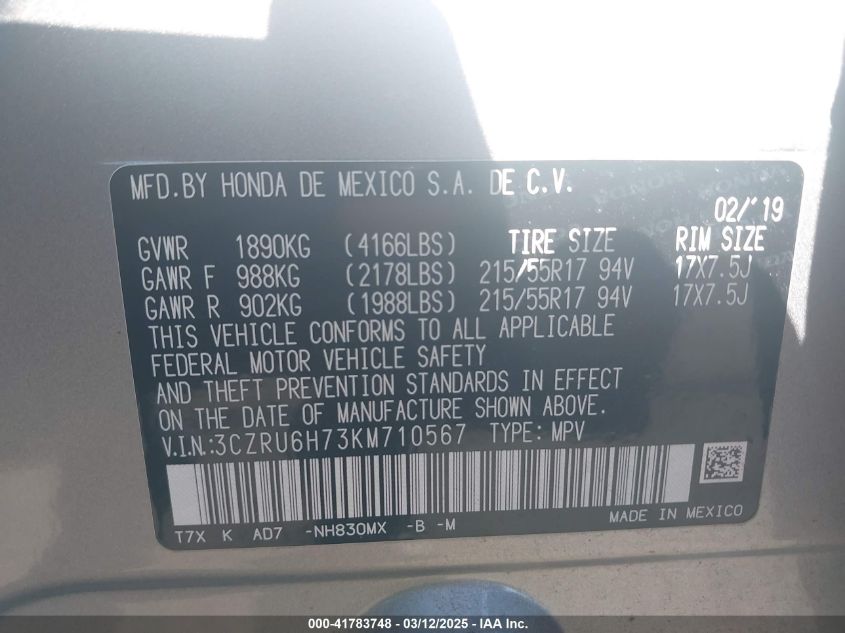 MFD.BY HONDA DE MEXICO S.A. DE C.V.
02/'19
GVWR 1890KG (4166LBS) TIRE SIZE RIM SIZE
GAWR F 988KG (2178LBS) 215/55R17 94V 17X7.5J
GAWR R 902KG (1988LBS) 215/55R17 94V 17X7.5J
THIS VEHICLE CONFORMS TO ALL APPLICABLE
FEDERAL MOTOR VEHICLE SAFETY
AND THEFT PREVENTION STANDARDS IN EFFECT
ON THE DATE OF MANUFACTURE SHOWN ABOVE.
V.I.N.:3CZRU6H73KM710567 TYPE: MPV
T7X K AD7 -NH830MX -B -M MADE IN MEXICO
000-41783748 - 03/12/2025 - IAA Inc.